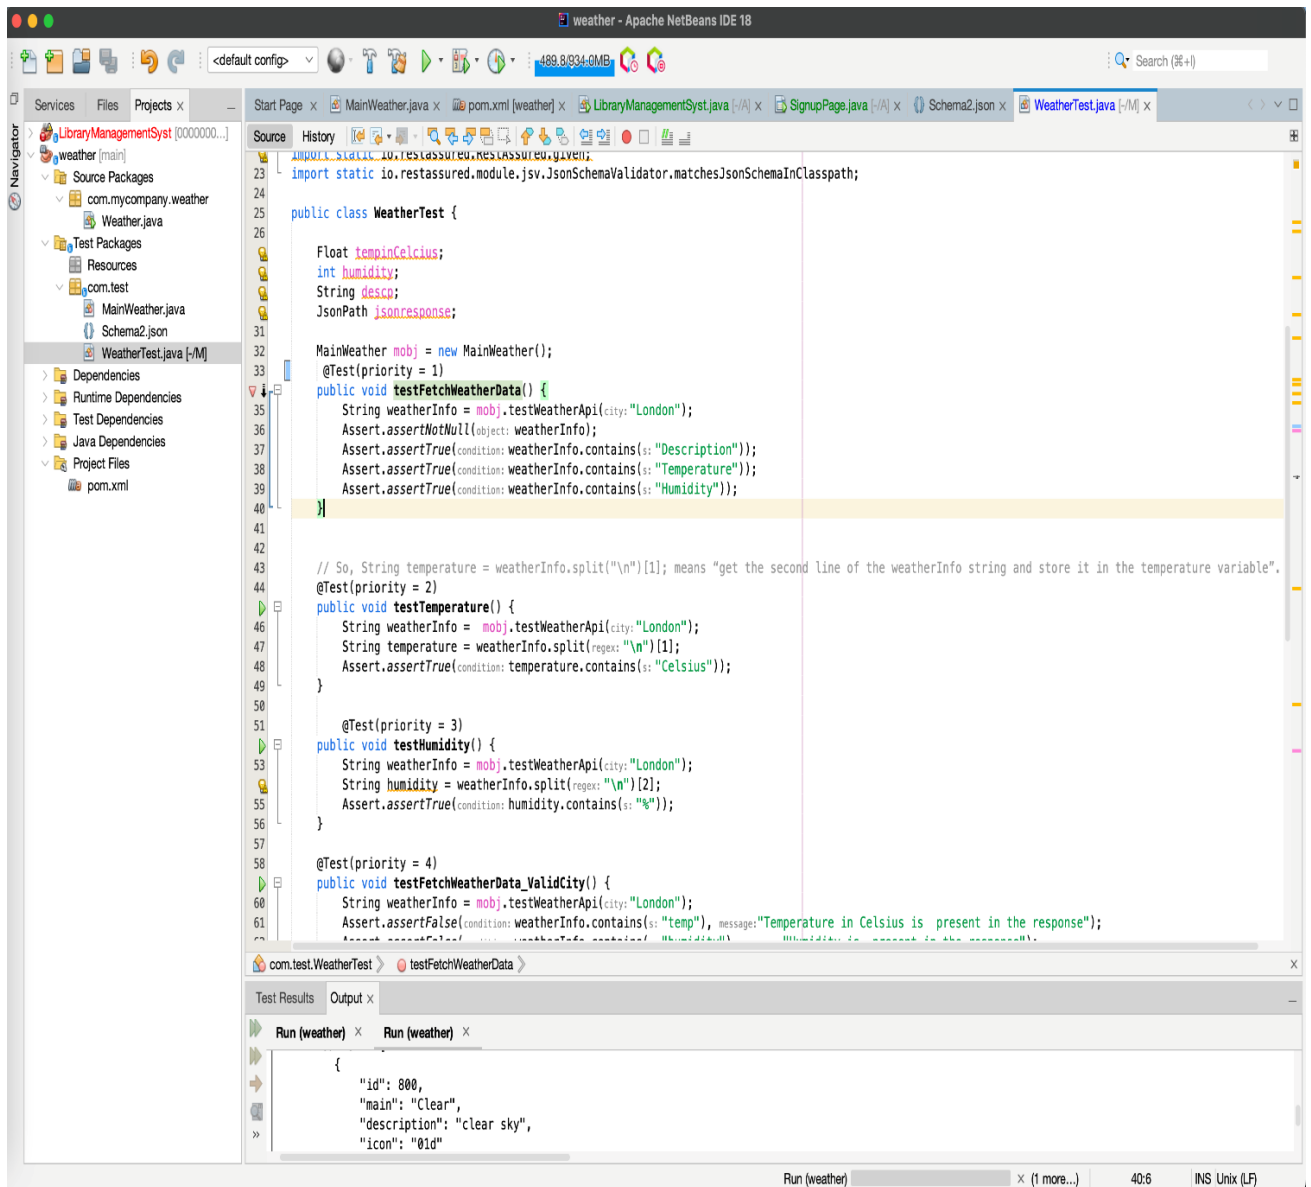 weather - Apache NetBeans IDE 18
<default config>
489.8/934.0MB
Search (⌘+I)
Services Files Projects x
Start Page x MainWeather.java x pom.xml [weather] x LibraryManagementSyst.java [-/A] x SignupPage.java [-/A] x Schema2.json x WeatherTest.java [-/M] x
Navigator
LibraryManagementSyst [0000000...]
weather [main]
Source Packages
com.mycompany.weather
Weather.java
Test Packages
Resources
com.test
MainWeather.java
Schema2.json
WeatherTest.java [-/M]
Dependencies
Runtime Dependencies
Test Dependencies
Java Dependencies
Project Files
pom.xml
Source History
import static io.restassured.RestAssured.given;
23 import static io.restassured.module.jsv.JsonSchemaValidator.matchesJsonSchemaInClasspath;
24
25 public class WeatherTest {
26
Float tempinCelcius;
int humidity;
String descp;
JsonPath jsonresponse;
31
32 MainWeather mobj = new MainWeather();
33 @Test(priority = 1)
public void testFetchWeatherData() {
35 String weatherInfo = mobj.testWeatherApi(city: "London");
36 Assert.assertNotNull(object: weatherInfo);
37 Assert.assertTrue(condition: weatherInfo.contains(s: "Description"));
38 Assert.assertTrue(condition: weatherInfo.contains(s: "Temperature"));
39 Assert.assertTrue(condition: weatherInfo.contains(s: "Humidity"));
40 }
41
42
43 // So, String temperature = weatherInfo.split("\n")[1]; means “get the second line of the weatherInfo string and store it in the temperature variable”.
44 @Test(priority = 2)
public void testTemperature() {
46 String weatherInfo = mobj.testWeatherApi(city: "London");
47 String temperature = weatherInfo.split(regex: "\n")[1];
48 Assert.assertTrue(condition: temperature.contains(s: "Celsius"));
49 }
50
51 @Test(priority = 3)
public void testHumidity() {
53 String weatherInfo = mobj.testWeatherApi(city: "London");
String humidity = weatherInfo.split(regex: "\n")[2];
55 Assert.assertTrue(condition: humidity.contains(s: "%"));
56 }
57
58 @Test(priority = 4)
public void testFetchWeatherData_ValidCity() {
60 String weatherInfo = mobj.testWeatherApi(city: "London");
61 Assert.assertFalse(condition: weatherInfo.contains(s: "temp"), message: "Temperature in Celsius is  present in the response");
com.test.WeatherTest testFetchWeatherData x
Test Results Output x
Run (weather) x Run (weather) x
{
"id": 800,
"main": "Clear",
"description": "clear sky",
"icon": "01d"
Run (weather) x (1 more...) 40:6 INS Unix (LF)